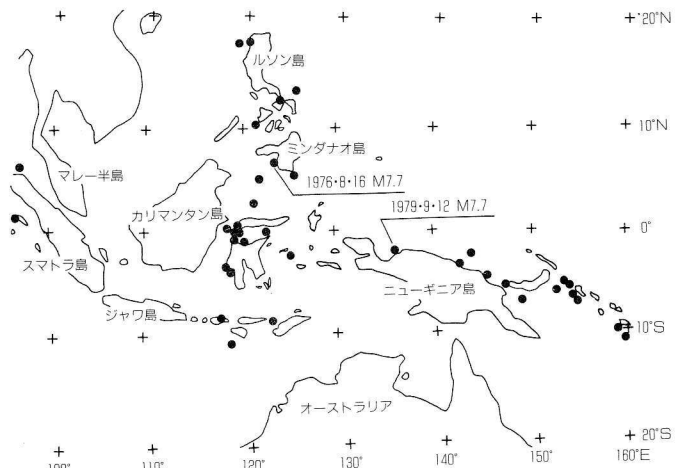 20°N
ルソン島
10°N
ミンダナオ島
マレー半島
1976・8・16 M7.7
1979・9・12 M7.7
カリマンタン島
0°
スマトラ島
ニューギニア島
ジャワ島
10°S
オーストラリア
20°S
100°
110°
120°
130°
140°
150°
160°E